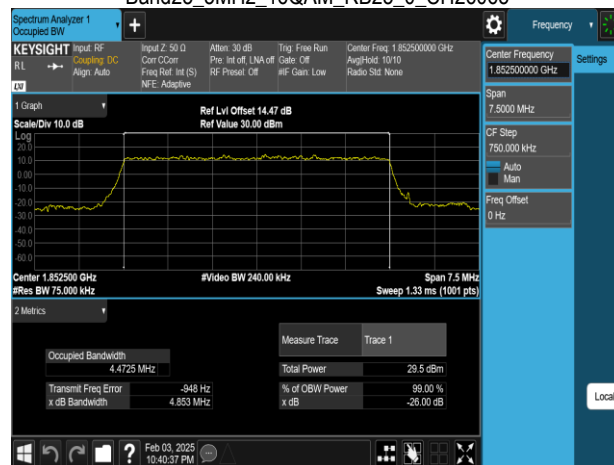 Spectrum Analyzer 1
Occupied BW
Frequency
KEYSIGHT Input: RF
RL
Coupling: DC
Align: Auto
Input Z: 50 Ω
Corr CCorr
Freq Ref: Int (S)
NFE: Adaptive
Atten: 30 dB
Pre: Int off, LNA off
RF Presel: Off
Trig: Free Run
Gate: Off
#IF Gain: Low
Center Freq: 1.852500000 GHz
Avg|Hold: 10/10
Radio Std: None
LXI
Center Frequency
1.852500000 GHz
Settings
Span
7.5000 MHz
CF Step
750.000 kHz
Auto
Man
Freq Offset
0 Hz
Local
1 Graph
Scale/Div 10.0 dB
Ref Lvl Offset 14.47 dB
Ref Value 30.00 dBm
Log
20.0
10.0
0.00
-10.0
-20.0
-30.0
-40.0
-50.0
-60.0
Center 1.852500 GHz
#Res BW 75.000 kHz
#Video BW 240.00 kHz
Span 7.5 MHz
Sweep 1.33 ms (1001 pts)
2 Metrics
Measure Trace Trace 1
Occupied Bandwidth
4.4725 MHz
Total Power 29.5 dBm
Transmit Freq Error -948 Hz
% of OBW Power 99.00 %
x dB Bandwidth 4.853 MHz
x dB -26.00 dB
Feb 03, 2025
10:40:37 PM